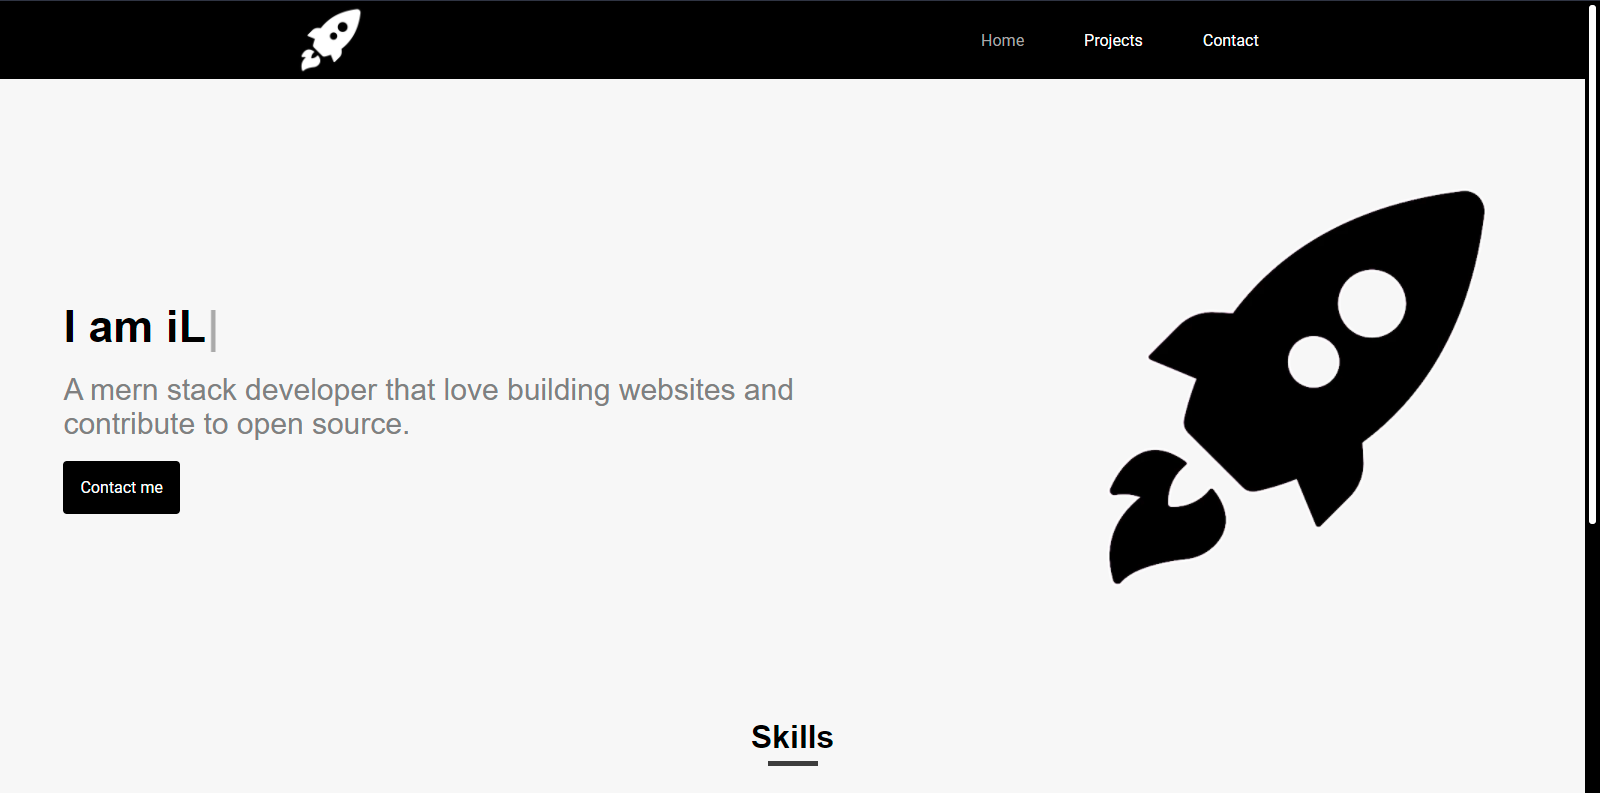 Home Projects Contact
I am iL|
A mern stack developer that love building websites and
contribute to open source.
Contact me
Skills